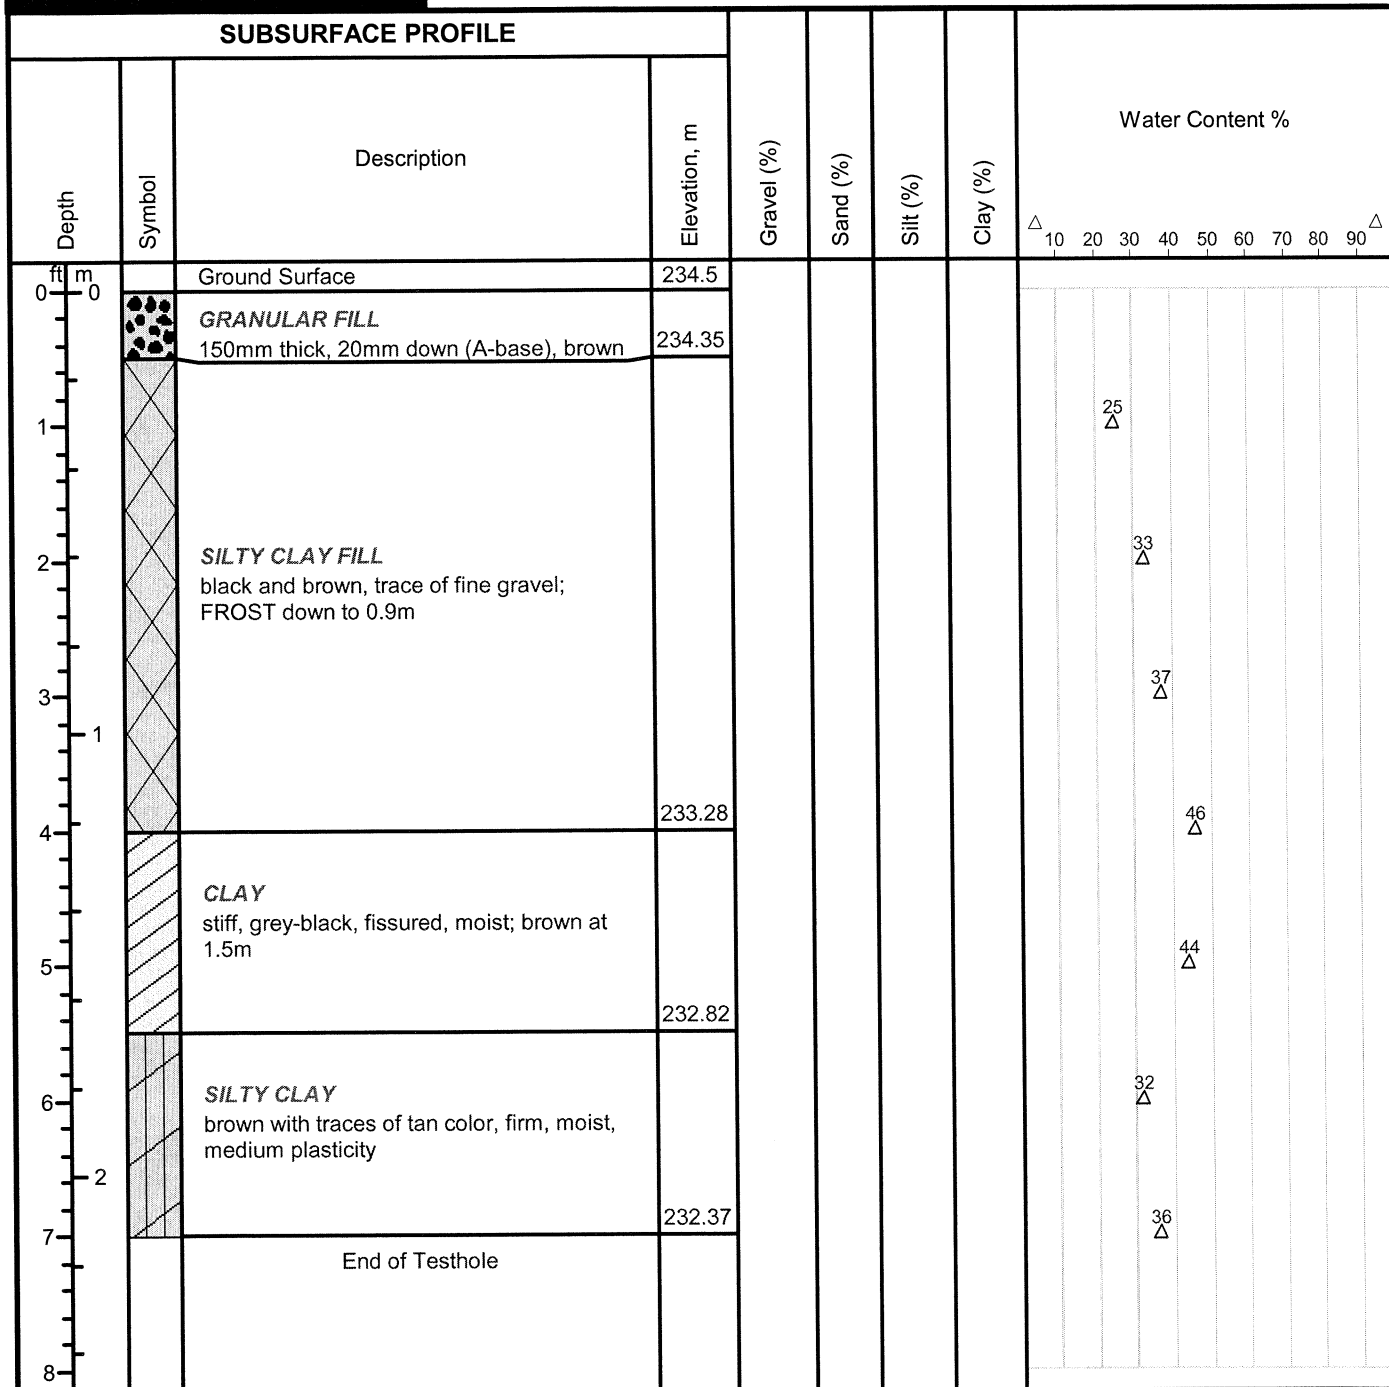 SUBSURFACE PROFILE
Depth
Symbol
Description
Elevation, m
Gravel (%)
Sand (%)
Silt (%)
Clay (%)
Water Content %
10 20 30 40 50 60 70 80 90
ft m
Ground Surface
234.5
0 0
GRANULAR FILL
150mm thick, 20mm down (A-base), brown
234.35
25
1
33
2
SILTY CLAY FILL
black and brown, trace of fine gravel;
FROST down to 0.9m
37
3
1
233.28
46
4
CLAY
stiff, grey-black, fissured, moist; brown at
1.5m
44
5
232.82
32
6
SILTY CLAY
brown with traces of tan color, firm, moist,
medium plasticity
2
232.37
36
7
End of Testhole
8